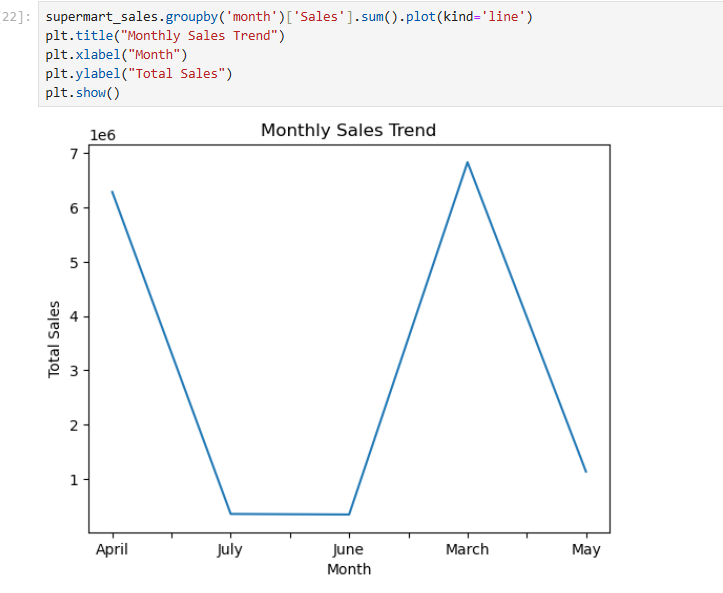 22]:
supermart_sales.groupby('month')['Sales'].sum().plot(kind='line')
plt.title("Monthly Sales Trend")
plt.xlabel("Month")
plt.ylabel("Total Sales")
plt.show()
Monthly Sales Trend
1e6
7
6
5
4
3
2
1
Total Sales
April July June March May
Month